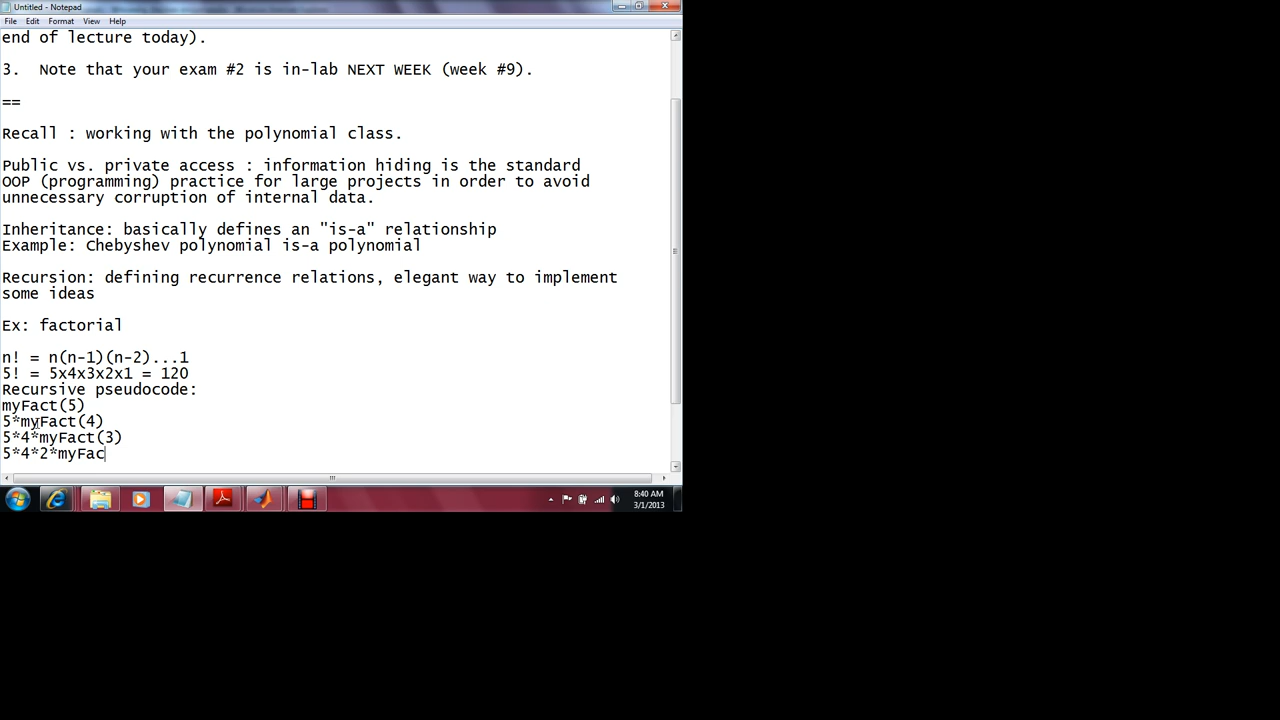 Untitled - Notepad
File Edit Format View Help
end of lecture today).
3.  Note that your exam #2 is in-lab NEXT WEEK (week #9).
==
Recall : working with the polynomial class.
Public vs. private access : information hiding is the standard
OOP (programming) practice for large projects in order to avoid
unnecessary corruption of internal data.
Inheritance: basically defines an "is-a" relationship
Example: Chebyshev polynomial is-a polynomial
Recursion: defining recurrence relations, elegant way to implement
some ideas
Ex: factorial
n! = n(n-1)(n-2)...1
5! = 5x4x3x2x1 = 120
Recursive pseudocode:
myFact(5)
5*myFact(4)
5*4*myFact(3)
5*4*2*myFac
8:40 AM
3/1/2013